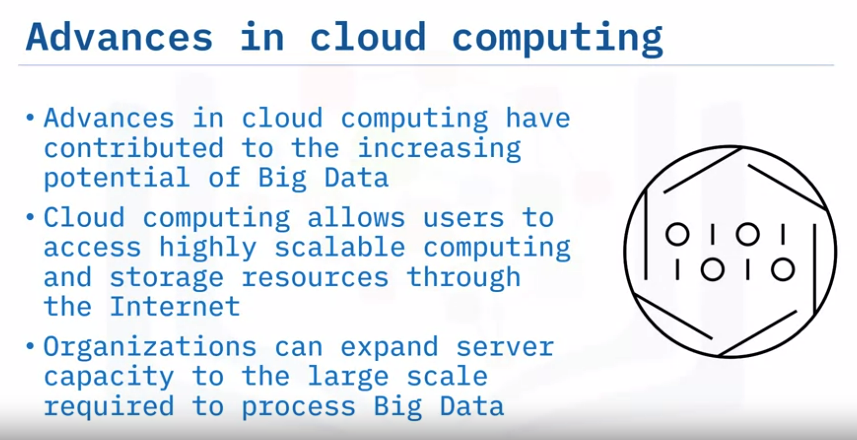 Advances in cloud computing
• Advances in cloud computing have
contributed to the increasing
potential of Big Data
• Cloud computing allows users to
access highly scalable computing
and storage resources through
the Internet
• Organizations can expand server
capacity to the large scale
required to process Big Data
0101
1010